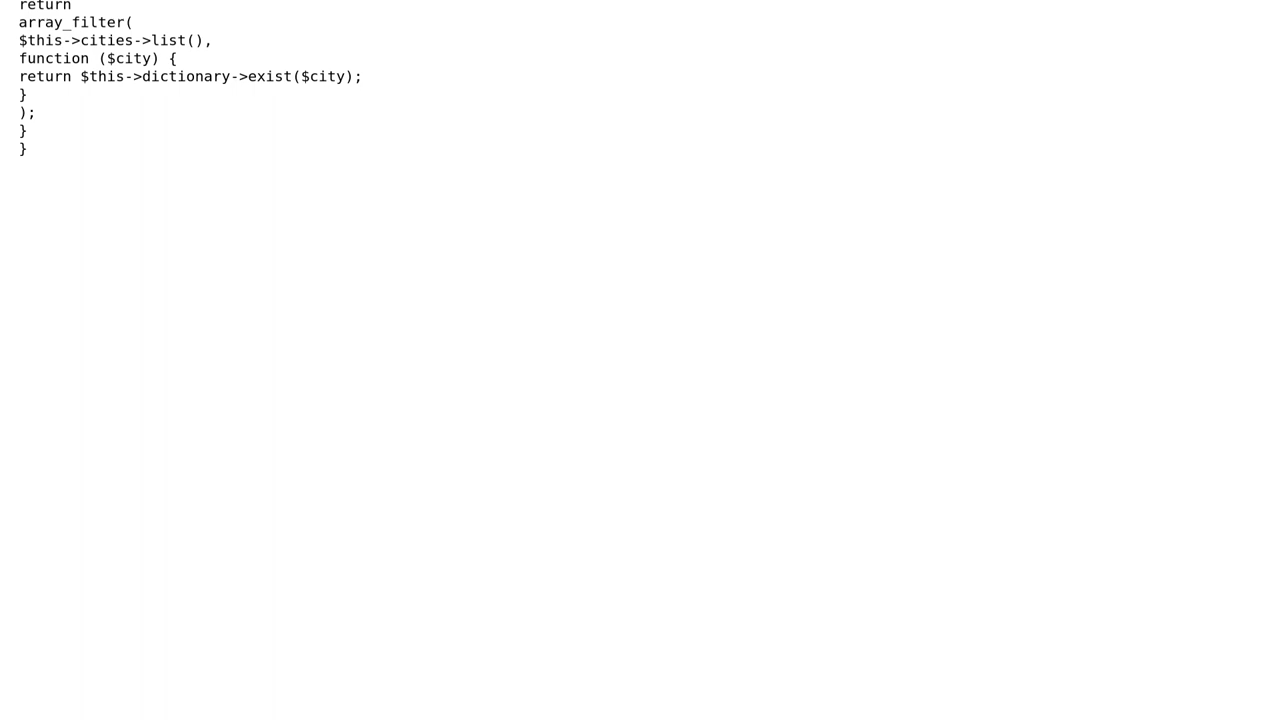 return
array_filter(
$this->cities->list(),
function ($city) {
return $this->dictionary->exist($city);
}
);
}
}